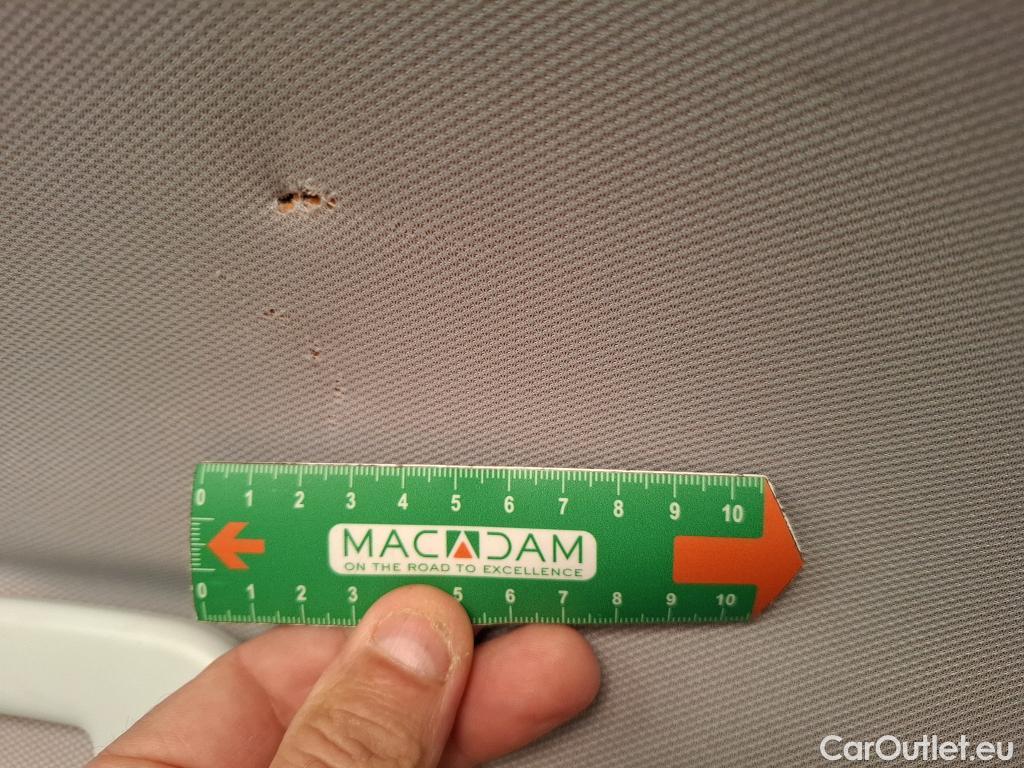 0 1 2 3 4 5 6 7 8 9 10
MACADAM
ON THE ROAD TO EXCELLENCE
0 1 2 3 5 6 7 8 9 10
CarOutlet.eu